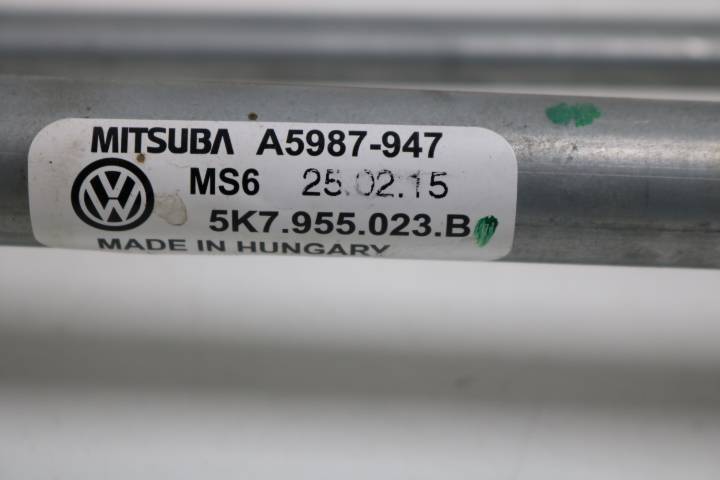 MITSUBA A5987-947
MS6 25.02.15
5K7.955.023.B
MADE IN HUNGARY